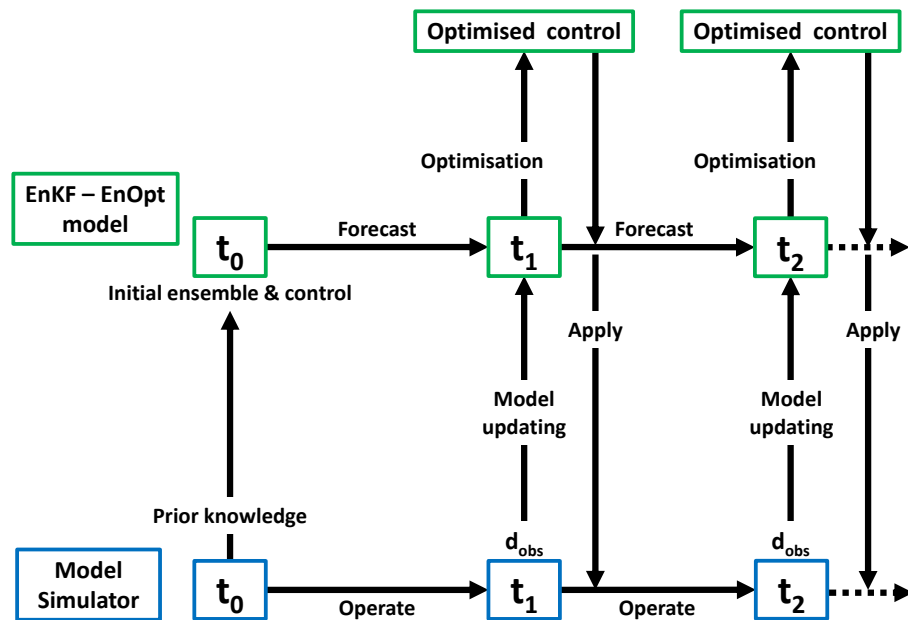 Optimised control
Optimised control
Optimisation
Optimisation
EnKF – EnOpt
model
t0
Forecast
t1
Forecast
t2
Initial ensemble & control
Apply
Apply
Model
updating
Model
updating
Prior knowledge
dobs
dobs
Model
Simulator
t0
Operate
t1
Operate
t2